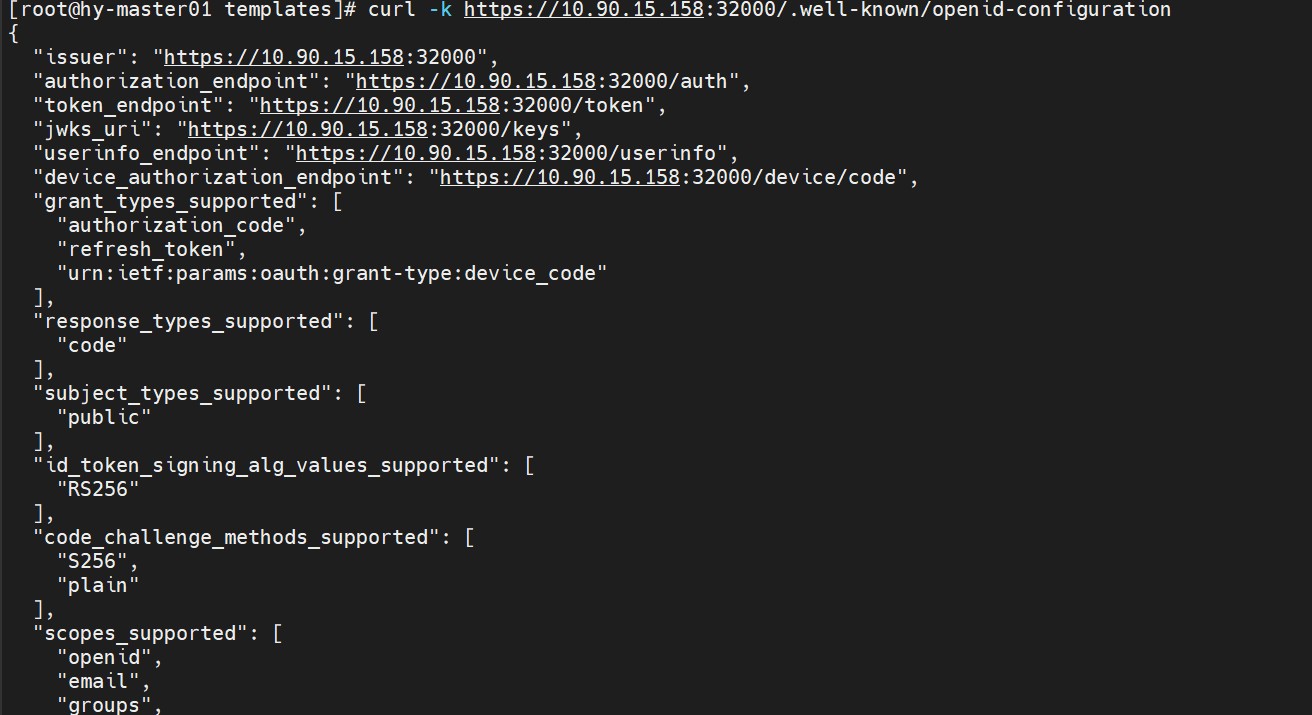 [root@hy-master01 templates]# curl -k https://10.90.15.158:32000/.well-known/openid-configuration
{
  "issuer": "https://10.90.15.158:32000",
  "authorization_endpoint": "https://10.90.15.158:32000/auth",
  "token_endpoint": "https://10.90.15.158:32000/token",
  "jwks_uri": "https://10.90.15.158:32000/keys",
  "userinfo_endpoint": "https://10.90.15.158:32000/userinfo",
  "device_authorization_endpoint": "https://10.90.15.158:32000/device/code",
  "grant_types_supported": [
    "authorization_code",
    "refresh_token",
    "urn:ietf:params:oauth:grant-type:device_code"
  ],
  "response_types_supported": [
    "code"
  ],
  "subject_types_supported": [
    "public"
  ],
  "id_token_signing_alg_values_supported": [
    "RS256"
  ],
  "code_challenge_methods_supported": [
    "S256",
    "plain"
  ],
  "scopes_supported": [
    "openid",
    "email",
    "groups",